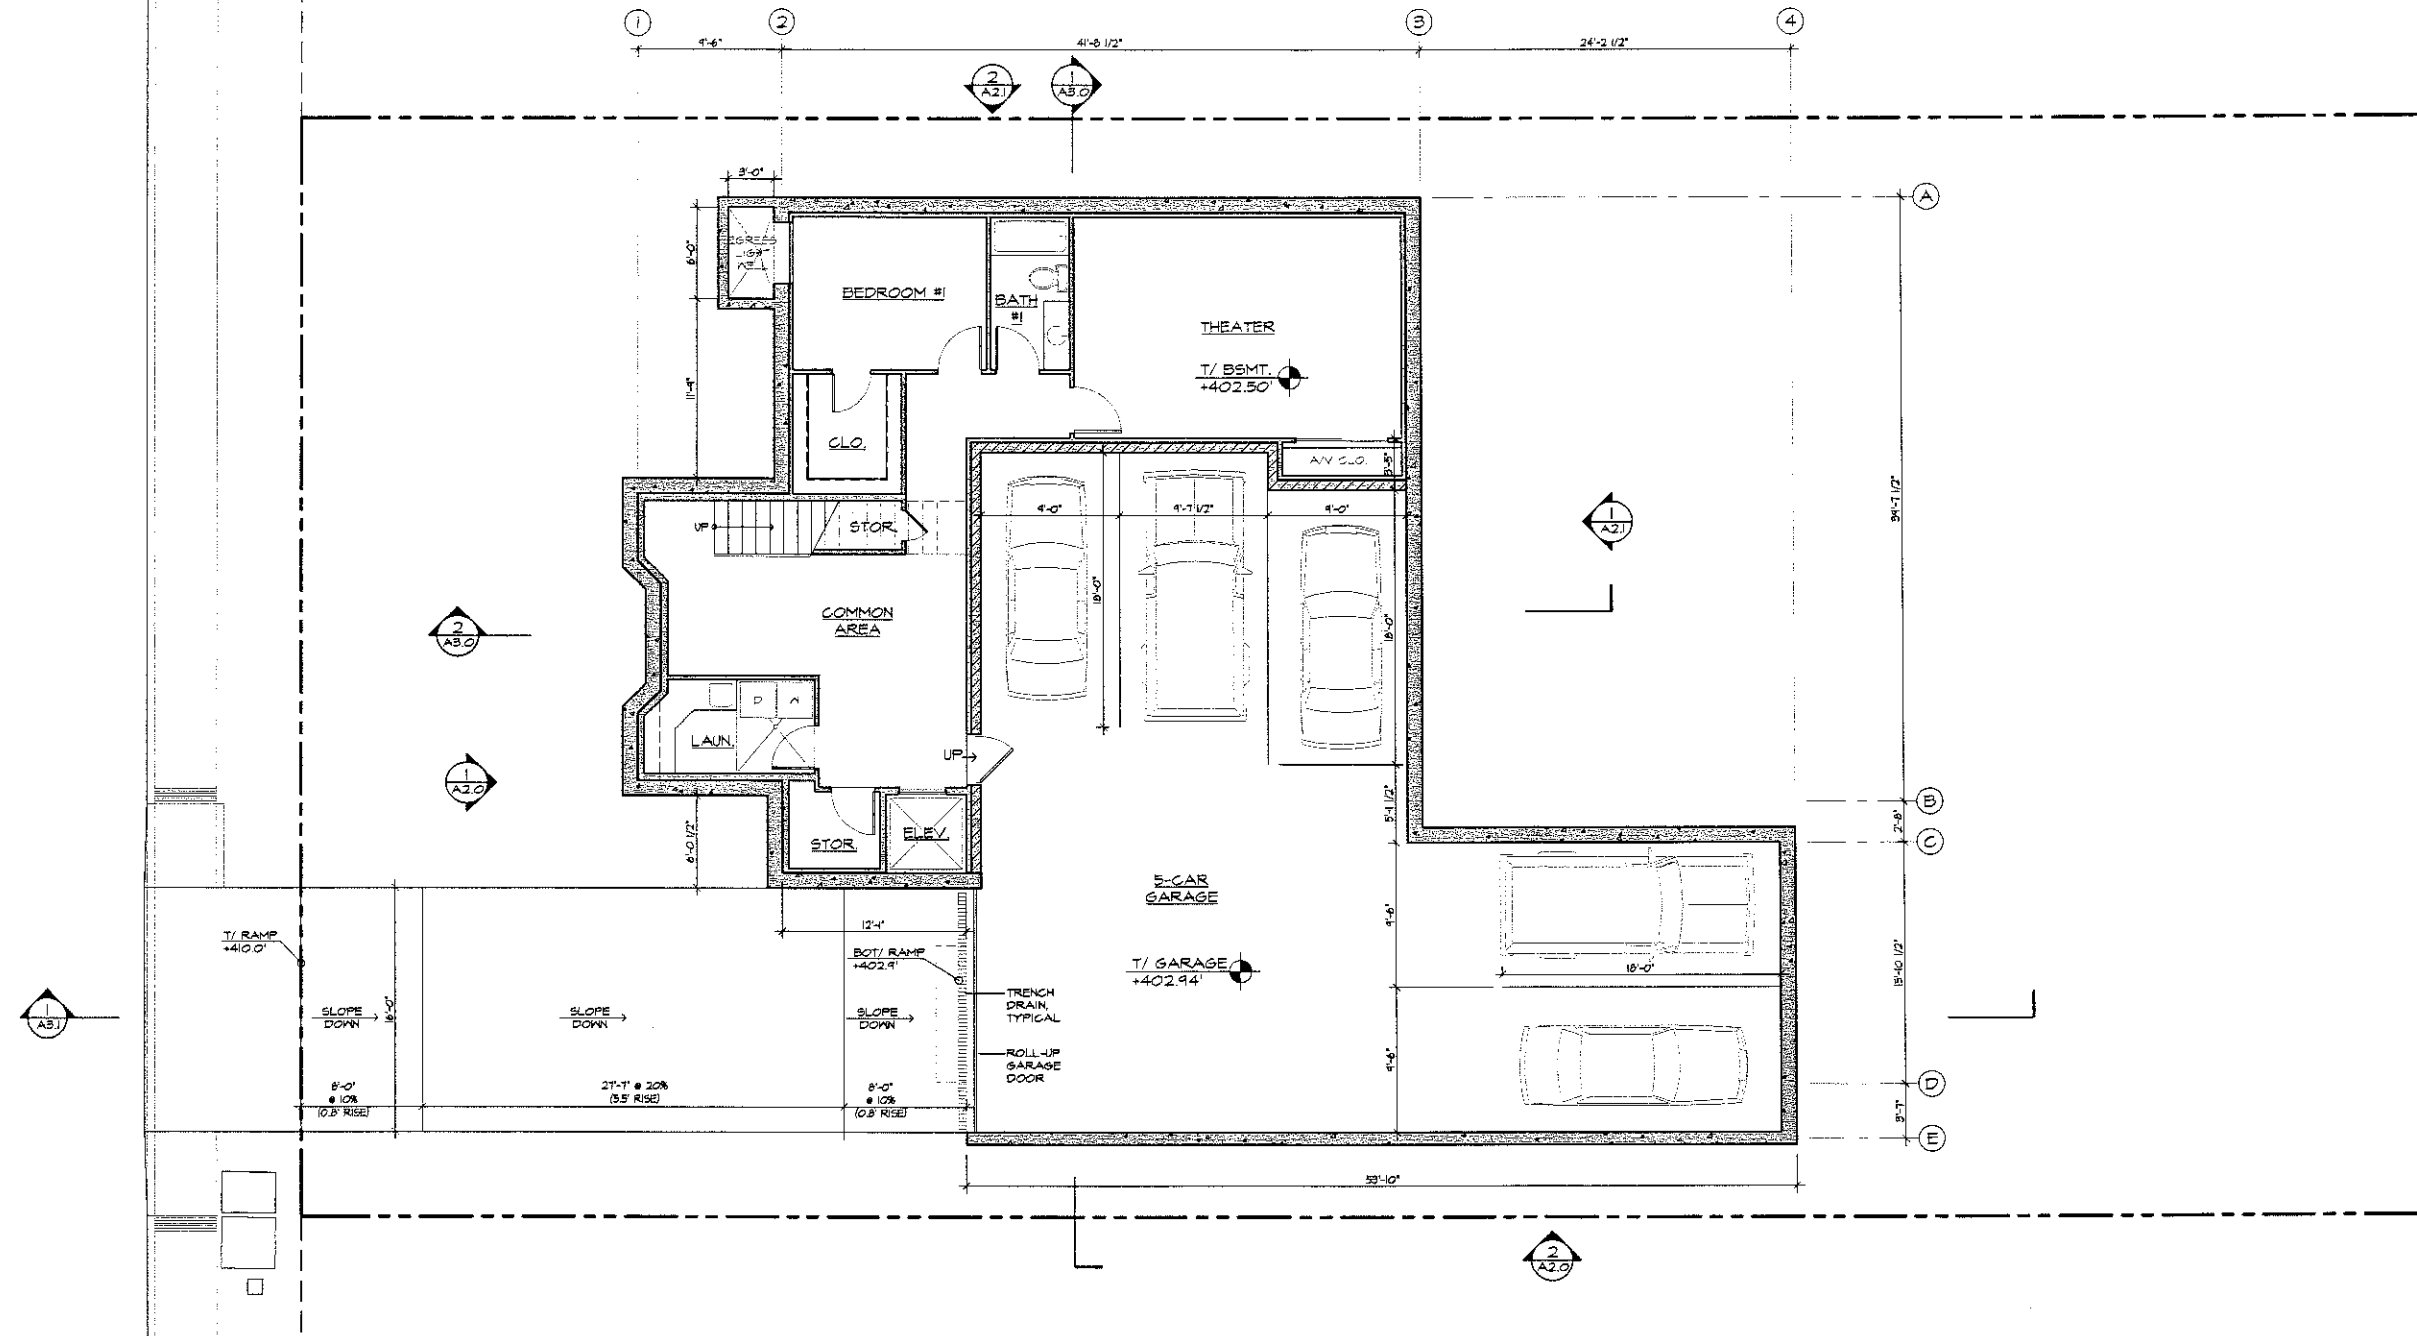 1
2
3
4
9'-6"
41'-8 1/2"
24'-2 1/2"
2
A2.1
1
A3.0
A
3'-0"
6'-0"
BEDROOM #1
BATH
#1
THEATER
T/ BSMT.
+402.50'
11'-9"
CLO.
A/V CLO.
3'-5"
UP
STOR.
9'-0"
9'-7 1/2"
9'-0"
39'-7 1/2"
1
A2.1
18'-0"
18'-0"
COMMON
AREA
2
A3.0
D
W
LAUN.
UP
1
A2.0
B
5'-1 1/2"
2'-8"
C
6'-0 1/2"
STOR.
ELEV.
5-CAR
GARAGE
9'-6"
12'-1"
T/ RAMP
+410.0'
BOT/ RAMP
+402.9'
T/ GARAGE
+402.94'
18'-0"
15'-10 1/2"
TRENCH
DRAIN,
TYPICAL
16'-0"
SLOPE
DOWN
SLOPE
DOWN
SLOPE
DOWN
1
A3.1
ROLL-UP
GARAGE
DOOR
9'-6"
8'-0"
@ 10%
(0.8' RISE)
27'-7" @ 20%
(5.5' RISE)
8'-0"
@ 10%
(0.8' RISE)
D
3'-7"
E
53'-10"
2
A2.0